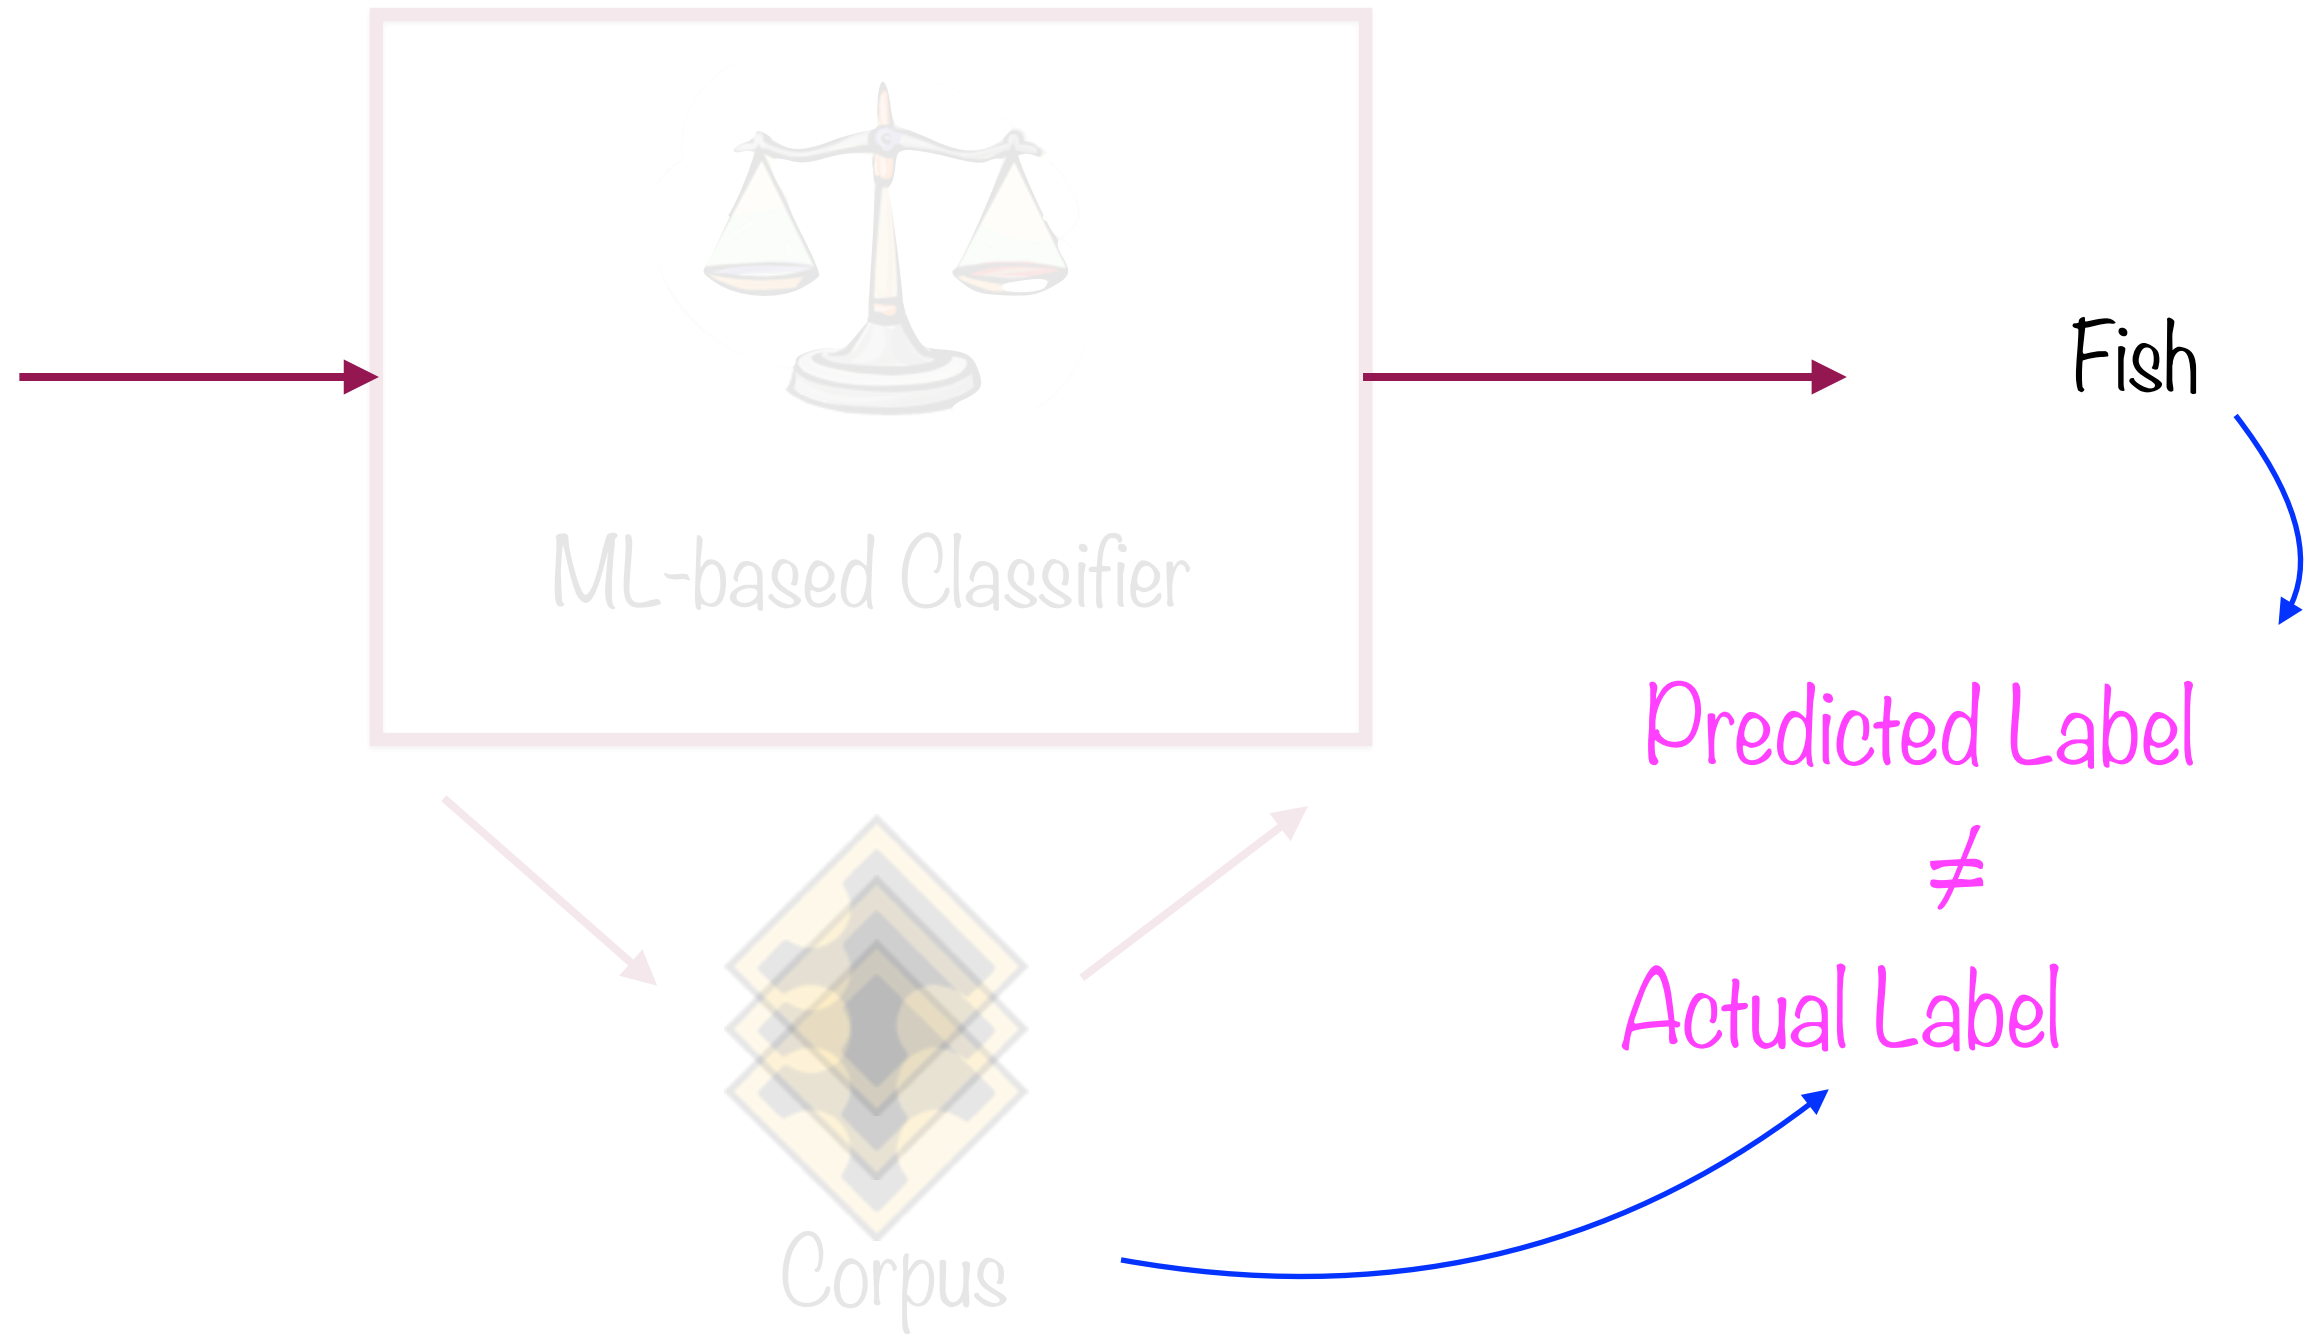 Fish
ML-based Classifier
Predicted Label
≠
Actual Label
Corpus